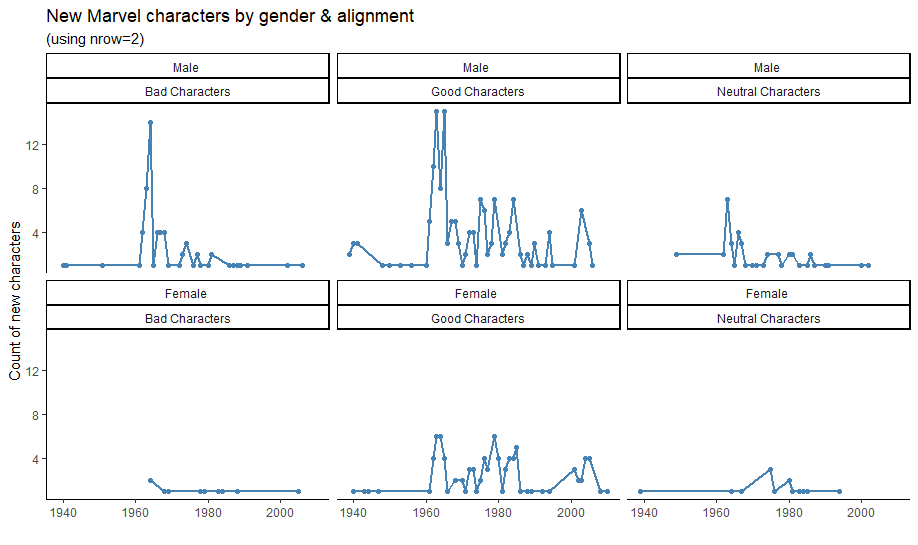 New Marvel characters by gender & alignment
(using nrow=2)
Male Male Male
Bad Characters Good Characters Neutral Characters
12
8
4
Female Female Female
Bad Characters Good Characters Neutral Characters
12
8
4
Count of new characters
1940 1960 1980 2000 1940 1960 1980 2000 1940 1960 1980 2000